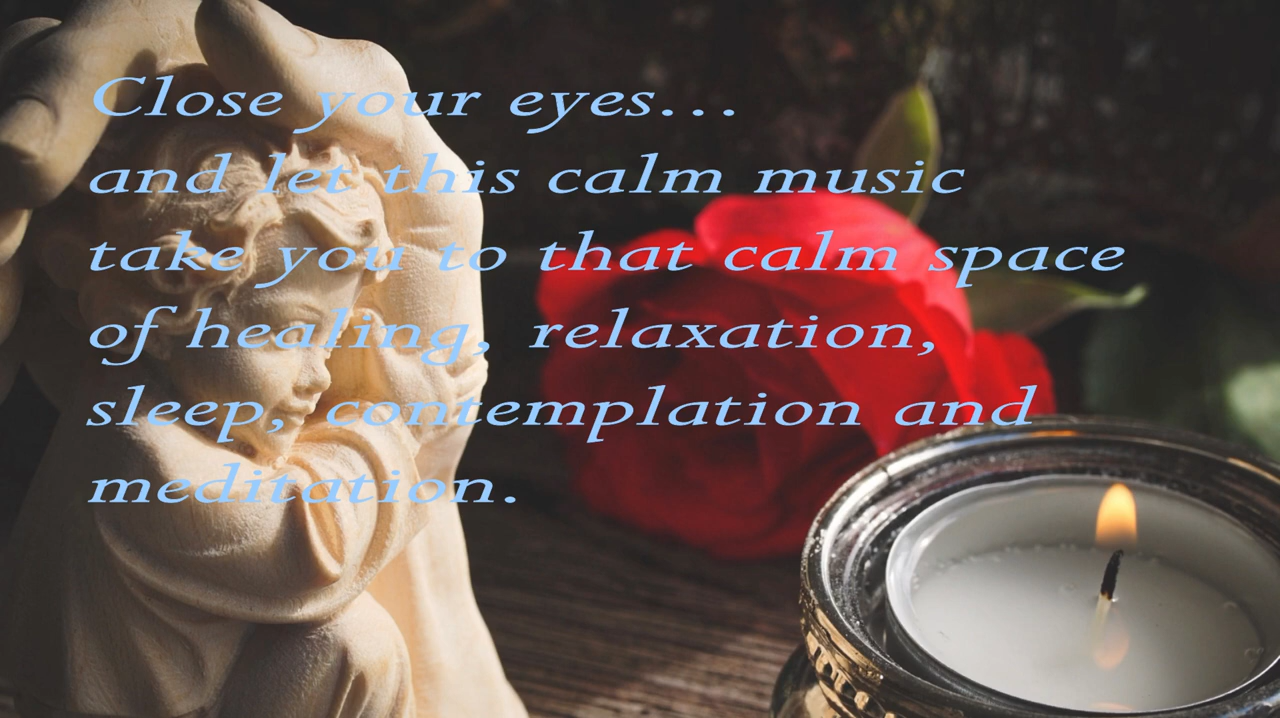 Close your eyes...
and let this calm music
take you to that calm space
of healing, relaxation,
sleep, contemplation and
meditation.